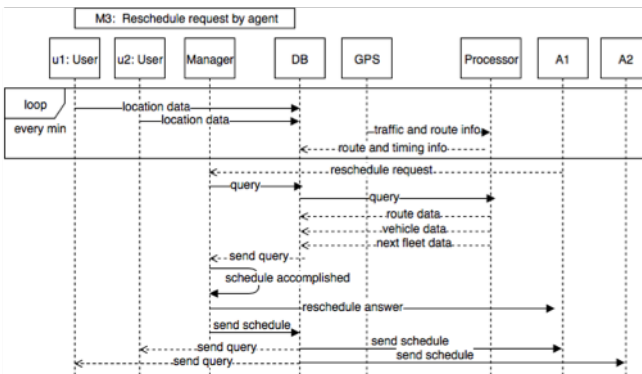 M3: Reschedule request by agent
u1: User
u2: User
Manager
DB
GPS
Processor
A1
A2
loop
every min
location data
location data
traffic and route info
route and timing info
reschedule request
query
query
route data
vehicle data
next fleet data
send query
schedule accomplished
reschedule answer
send schedule
send query
send schedule
send query
send schedule